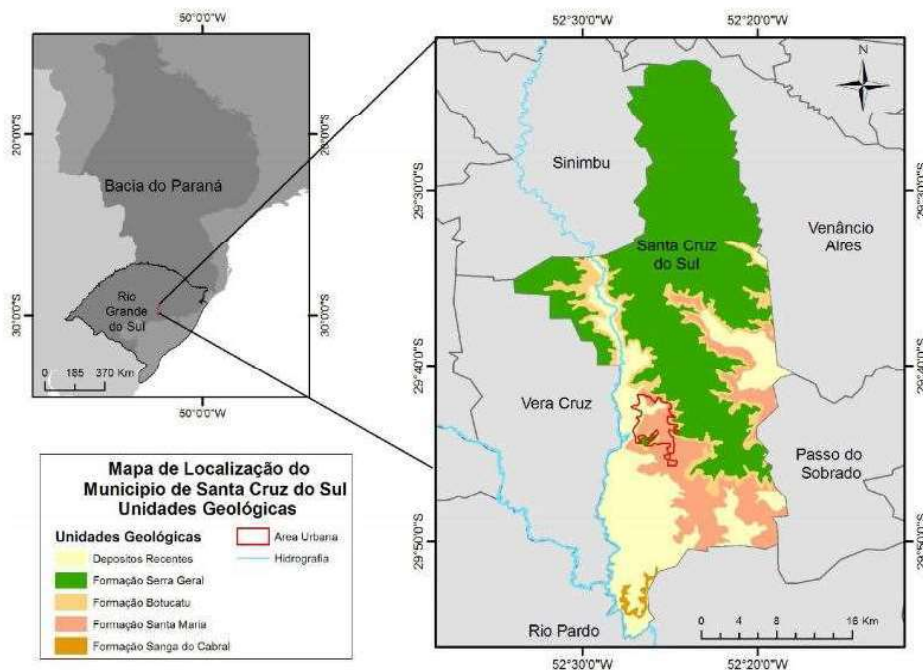 50°0'0"W
20°0'0"S
20°0'0"S
Bacia do Paraná
Rio
Grande
do Sul
30°0'0"S
30°0'0"S
0 185 370 Km
50°0'0"W
Mapa de Localização do
Municipio de Santa Cruz do Sul
Unidades Geológicas
Unidades Geológicas
Depositos Recentes
Formação Serra Geral
Formação Botucatu
Formação Santa Maria
Formação Sanga do Cabral
Area Urbana
Hidrografia
52°30'0"W
52°20'0"W
N
Sinimbu
29°30'0"S
29°30'0"S
Venâncio
Aires
Santa Cruz
do Sul
29°40'0"S
29°40'0"S
Vera Cruz
Passo do
Sobrado
29°50'0"S
29°50'0"S
Rio Pardo
0 4 8 16 Km
52°30'0"W
52°20'0"W